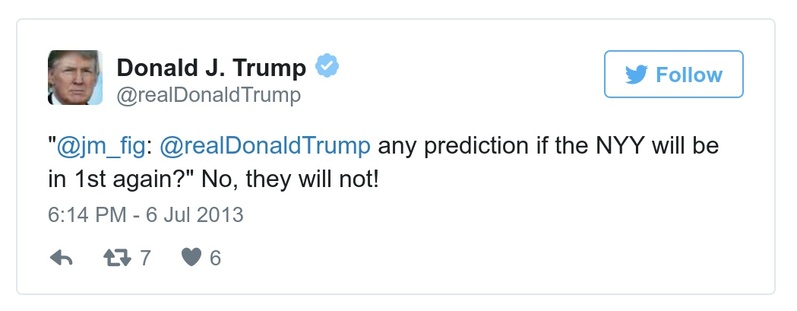 Donald J. Trump
@realDonaldTrump
Follow
"@jm_fig: @realDonaldTrump any prediction if the NYY will be
in 1st again?" No, they will not!
6:14 PM - 6 Jul 2013
7 6